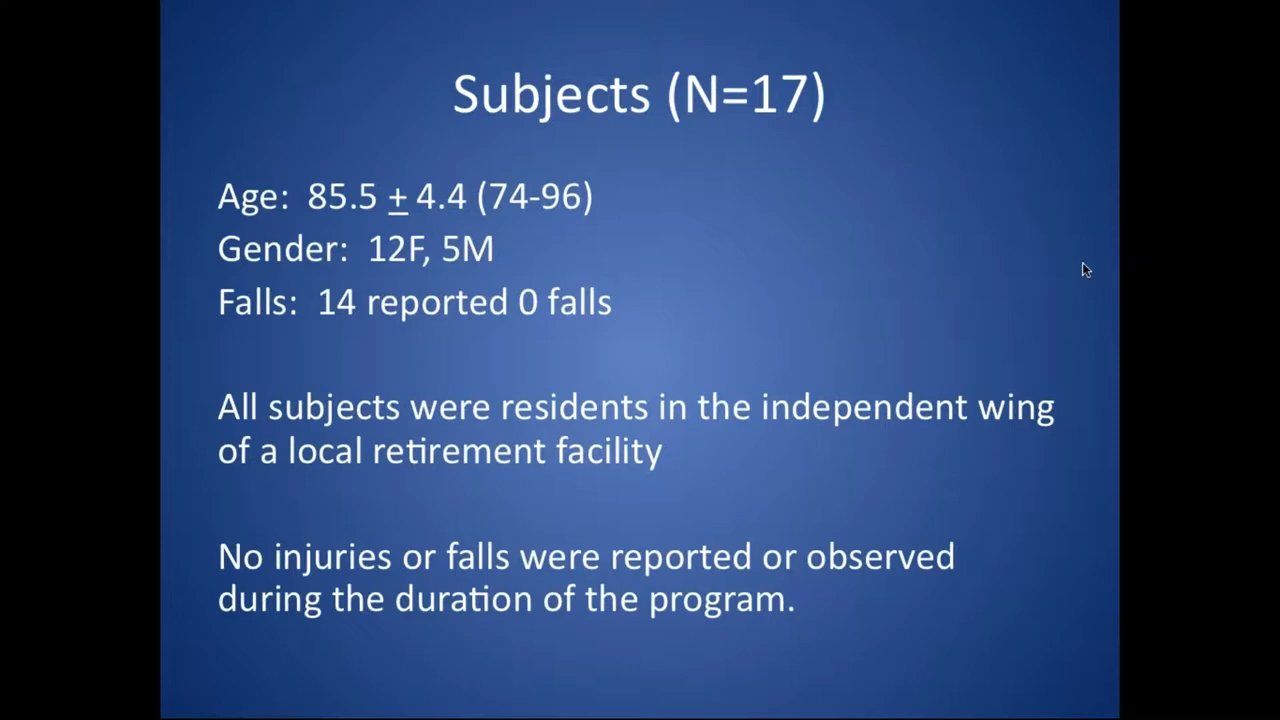 Subjects (N=17)
Age: 85.5 ± 4.4 (74-96)
Gender: 12F, 5M
Falls: 14 reported 0 falls
All subjects were residents in the independent wing
of a local retirement facility
No injuries or falls were reported or observed
during the duration of the program.